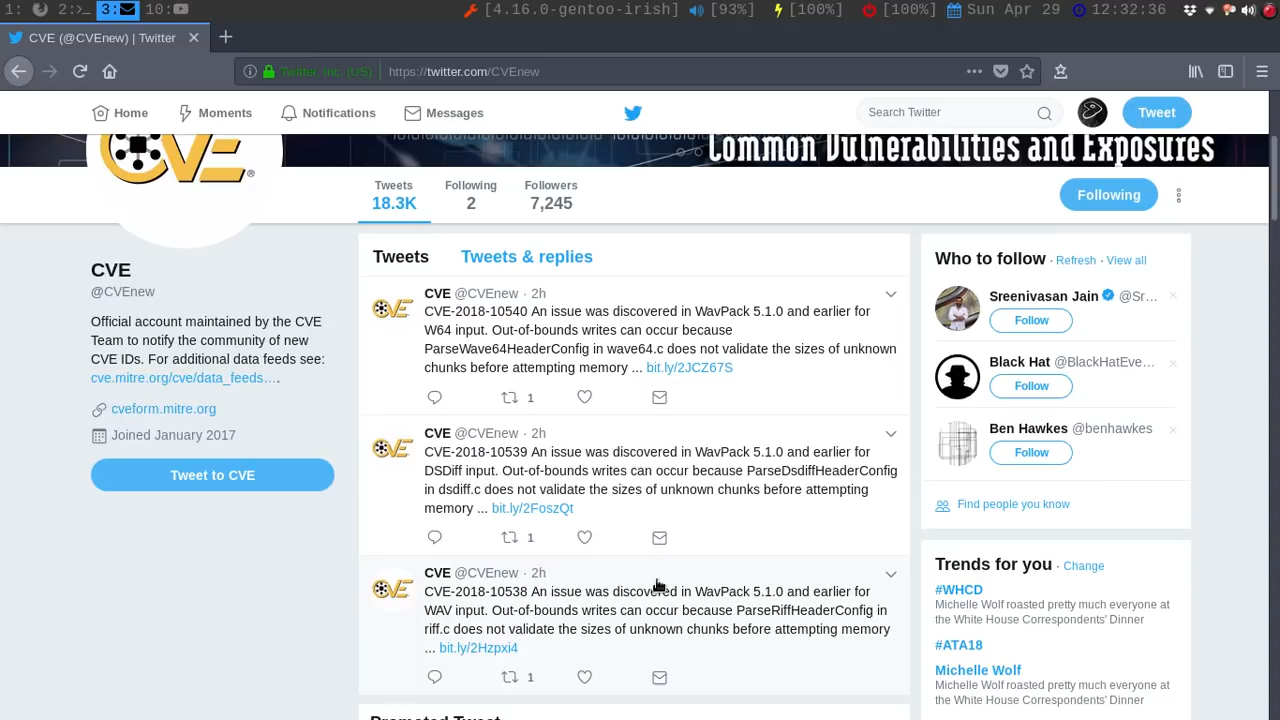 1: 2:>_ 3: 10: [4.16.0-gentoo-irish] [93%] [100%] [100%] Sun Apr 29 12:32:36
CVE (@CVEnew) | Twitter
Twitter, Inc. (US) https://twitter.com/CVEnew
Home Moments Notifications Messages Search Twitter Tweet
CVE®
Common Vulnerabilities and Exposures
Tweets Following Followers
18.3K 2 7,245 Following
CVE
@CVEnew
Official account maintained by the CVE
Team to notify the community of new
CVE IDs. For additional data feeds see:
cve.mitre.org/cve/data_feeds… .
cveform.mitre.org
Joined January 2017
Tweet to CVE
Tweets Tweets & replies
CVE @CVEnew · 2h
CVE-2018-10540 An issue was discovered in WavPack 5.1.0 and earlier for
W64 input. Out-of-bounds writes can occur because
ParseWave64HeaderConfig in wave64.c does not validate the sizes of unknown
chunks before attempting memory ... bit.ly/2JCZ67S
1
CVE @CVEnew · 2h
CVE-2018-10539 An issue was discovered in WavPack 5.1.0 and earlier for
DSDiff input. Out-of-bounds writes can occur because ParseDsdiffHeaderConfig
in dsdiff.c does not validate the sizes of unknown chunks before attempting
memory ... bit.ly/2FoszQt
1
CVE @CVEnew · 2h
CVE-2018-10538 An issue was discovered in WavPack 5.1.0 and earlier for
WAV input. Out-of-bounds writes can occur because ParseRiffHeaderConfig in
riff.c does not validate the sizes of unknown chunks before attempting memory
... bit.ly/2Hzpxi4
1
Promoted Tweet
Who to follow · Refresh · View all
Sreenivasan Jain @Sr...
Follow
Black Hat @BlackHatEve...
Follow
Ben Hawkes @benhawkes
Follow
Find people you know
Trends for you · Change
#WHCD
Michelle Wolf roasted pretty much everyone at
the White House Correspondents' Dinner
#ATA18
Michelle Wolf
Michelle Wolf roasted pretty much everyone at
the White House Correspondents' Dinner